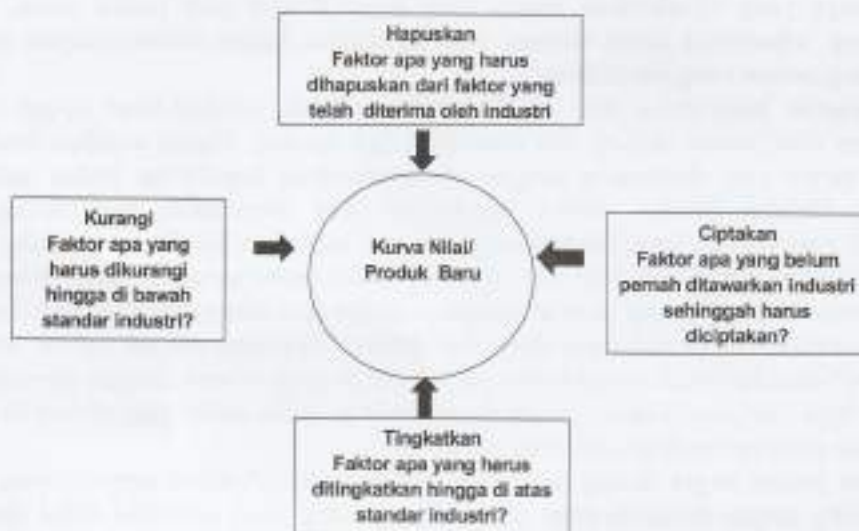 Hapuskan
Faktor apa yang harus
dihapuskan dari faktor yang
telah diterima oleh industri
Kurangi
Faktor apa yang
harus dikurangi
hingga di bawah
standar industri?
Kurva Nilai/
Produk Baru
Ciptakan
Faktor apa yang belum
pernah ditawarkan industri
sehinggah harus
diciptakan?
Tingkatkan
Faktor apa yang harus
ditingkatkan hingga di atas
standar industri?